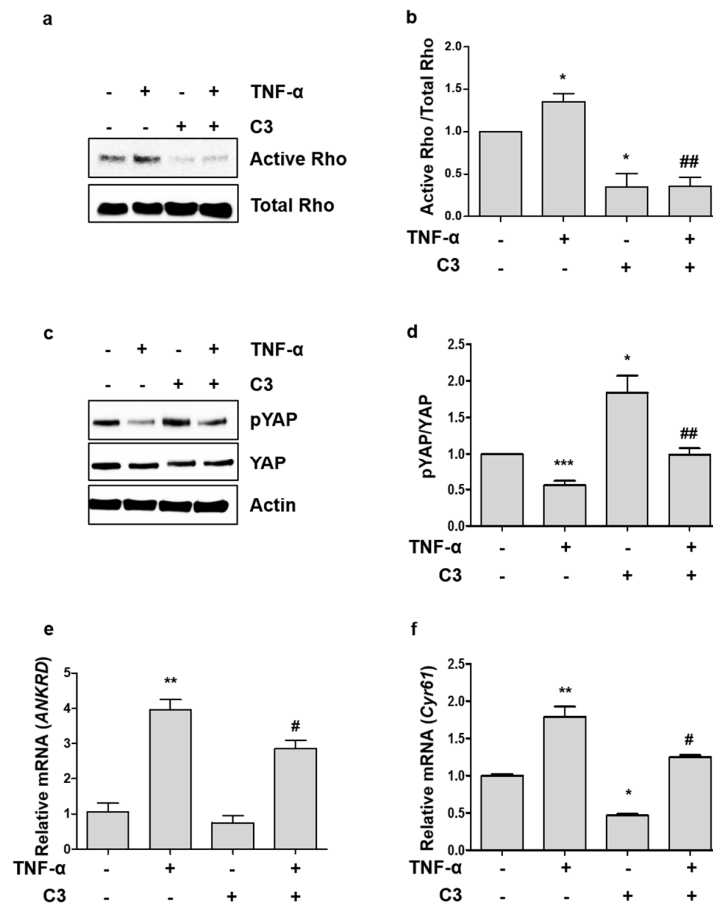 a
- + - + TNF-α
- - + + C3
Active Rho
Total Rho
b
Active Rho /Total Rho
2.0
1.5
1.0
0.5
0.0
*
*
##
TNF-α - + - +
C3 - - + +
c
- + - + TNF-α
- - + + C3
pYAP
YAP
Actin
d
pYAP/YAP
2.5
2.0
1.5
1.0
0.5
0.0
***
*
##
TNF-α - + - +
C3 - - + +
e
Relative mRNA (ANKRD)
5
4
3
2
1
0
**
#
TNF-α - + - +
C3 - - + +
f
Relative mRNA (Cyr61)
2.5
2.0
1.5
1.0
0.5
0.0
**
*
#
TNF-α - + - +
C3 - - + +